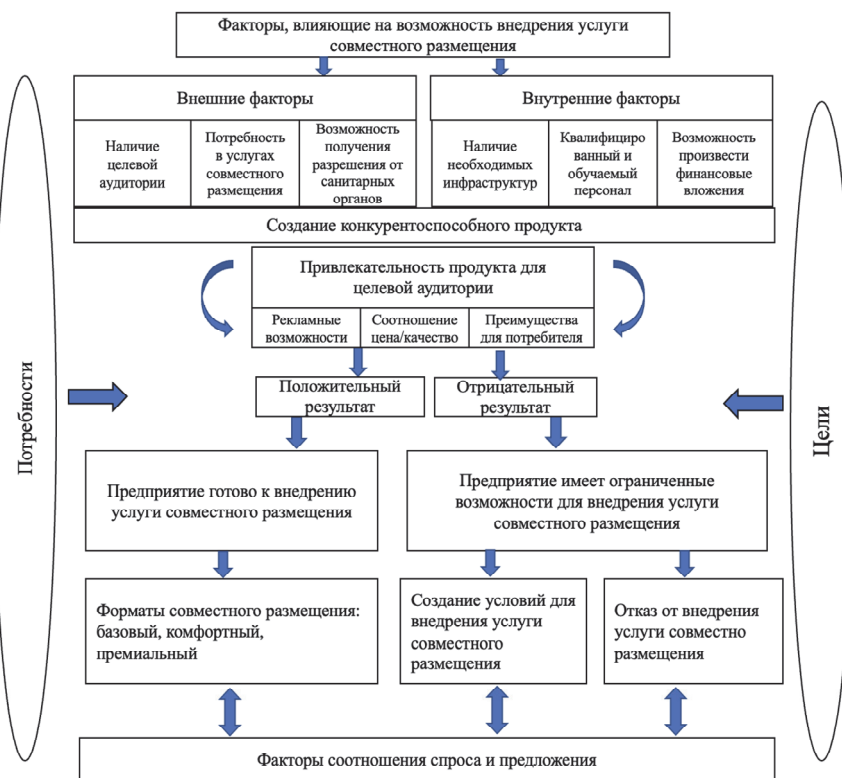 Факторы, влияющие на возможность внедрения услуги
совместного размещения
Внешние факторы
Внутренние факторы
Наличие
целевой
аудитории
Потребность
в услугах
совместного
размещения
Возможность
получения
разрешения от
санитарных
органов
Наличие
необходимых
инфраструктур
Квалифициро
ванный и
обучаемый
персонал
Возможность
произвести
финансовые
вложения
Создание конкурентоспособного продукта
Привлекательность продукта для
целевой аудитории
Рекламные
возможности
Соотношение
цена/качество
Преимущества
для потребителя
Положительный
результат
Отрицательный
результат
Потребности
Цели
Предприятие готово к внедрению
услуги совместного размещения
Предприятие имеет ограниченные
возможности для внедрения услуги
совместного размещения
Форматы совместного размещения:
базовый, комфортный,
премиальный
Создание условий для
внедрения услуги
совместного
размещения
Отказ от внедрения
услуги совместно
размещения
Факторы соотношения спроса и предложения